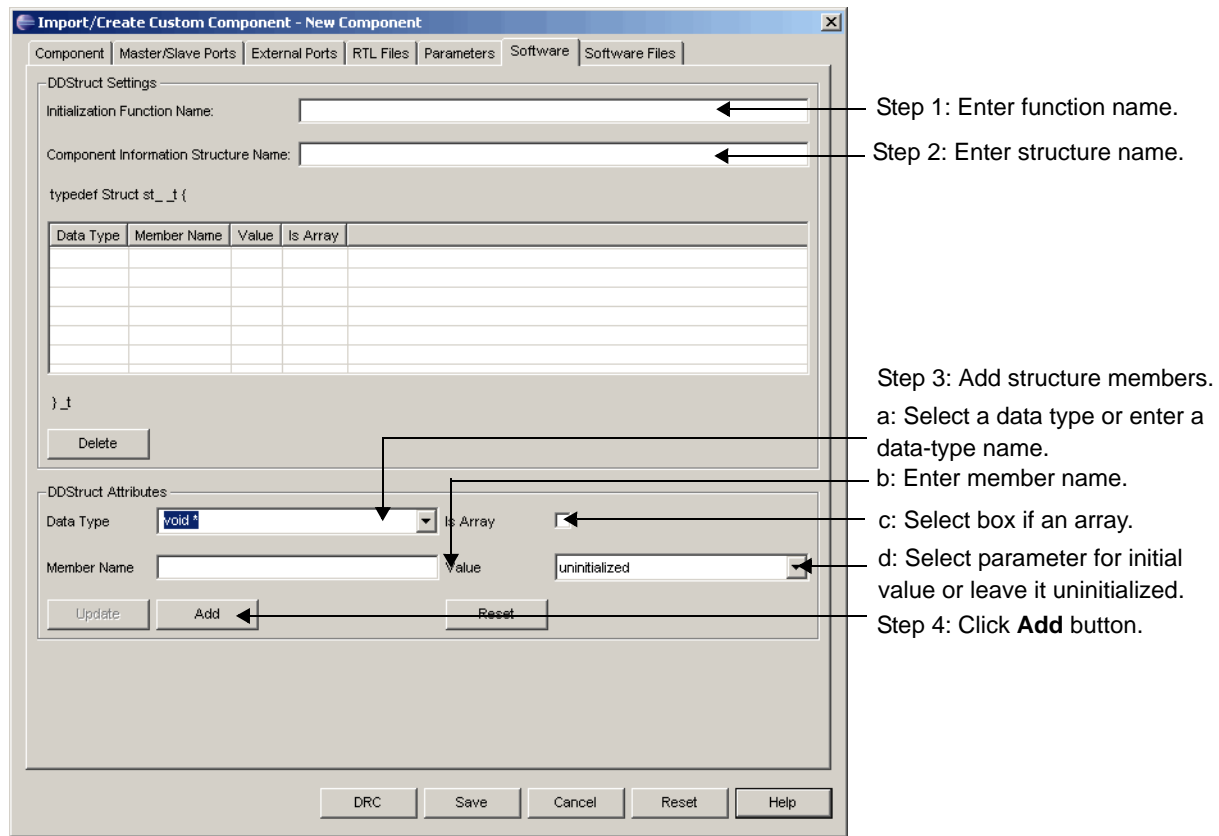 Import/Create Custom Component - New Component
Component Master/Slave Ports External Ports RTL Files Parameters Software Software Files
DDStruct Settings
Initialization Function Name:
Step 1: Enter function name.
Component Information Structure Name:
Step 2: Enter structure name.
typedef Struct st_ _t {
Data Type Member Name Value Is Array
} _t
Delete
Step 3: Add structure members.
a: Select a data type or enter a
data-type name.
b: Enter member name.
DDStruct Attributes
Data Type void * Is Array
c: Select box if an array.
Member Name Value uninitialized
d: Select parameter for initial
value or leave it uninitialized.
Update Add Reset
Step 4: Click Add button.
DRC Save Cancel Reset Help